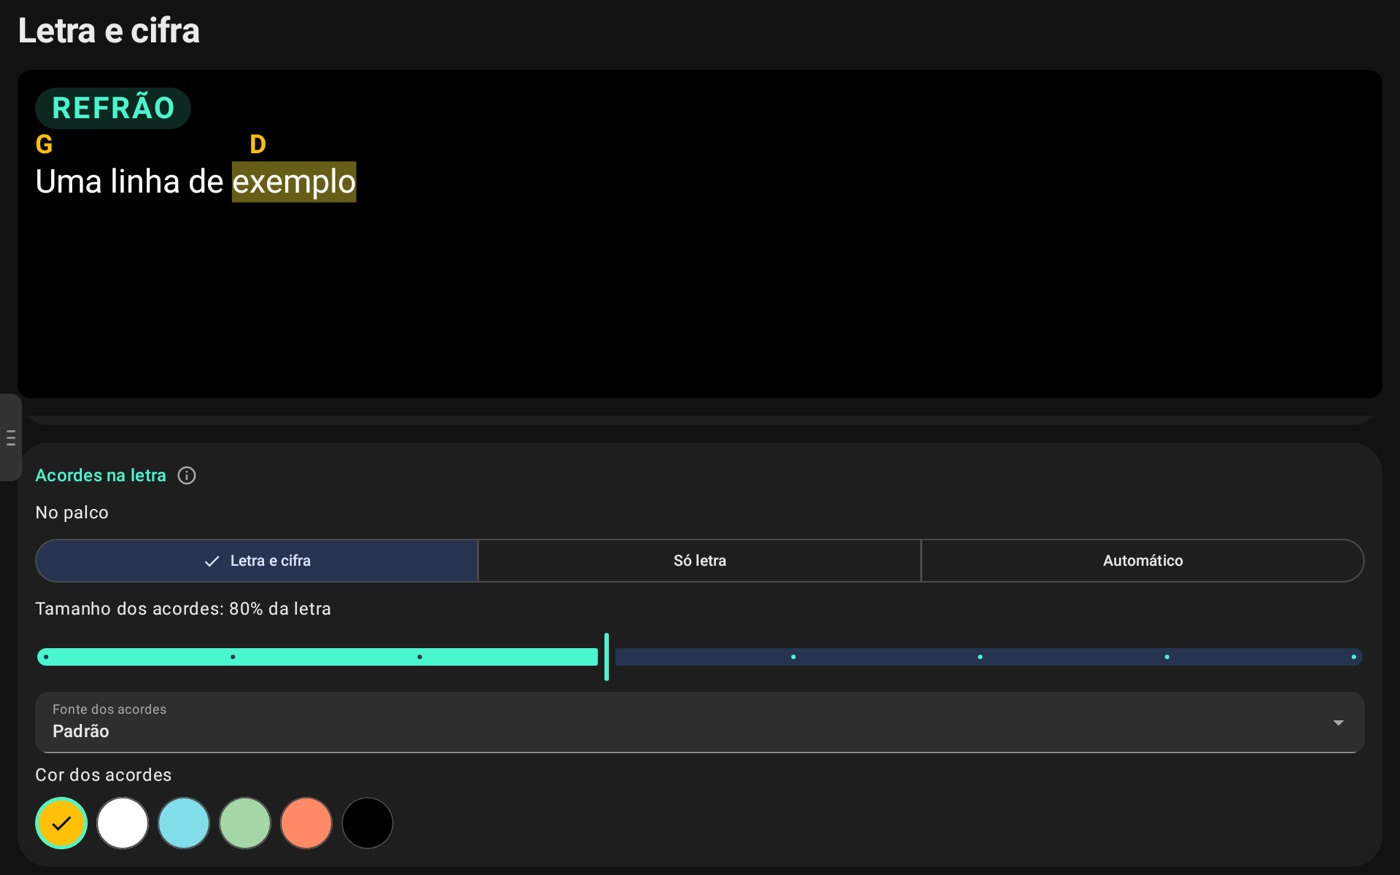 Letra e cifra
REFRÃO
G D
Uma linha de exemplo
Acordes na letra
No palco
Letra e cifra
Só letra
Automático
Tamanho dos acordes: 80% da letra
Fonte dos acordes
Padrão
Cor dos acordes